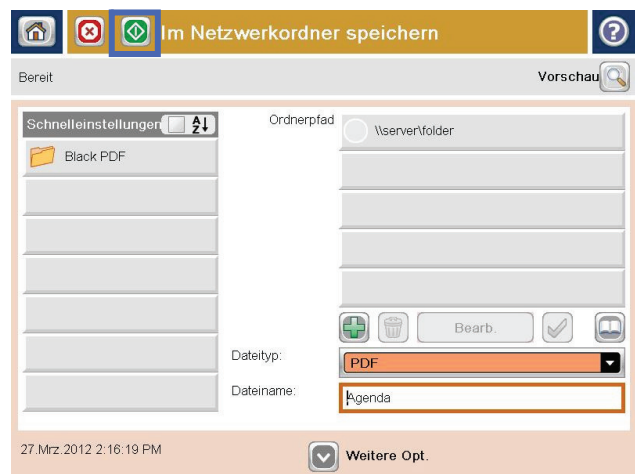 Im Netzwerkordner speichern
Bereit
Vorschau
Schnelleinstellungen
A
Z
Ordnerpfad
\\server\folder
Black PDF
Bearb.
Dateityp:
PDF
Dateiname:
Agenda
27.Mrz.2012 2:16:19 PM
Weitere Opt.